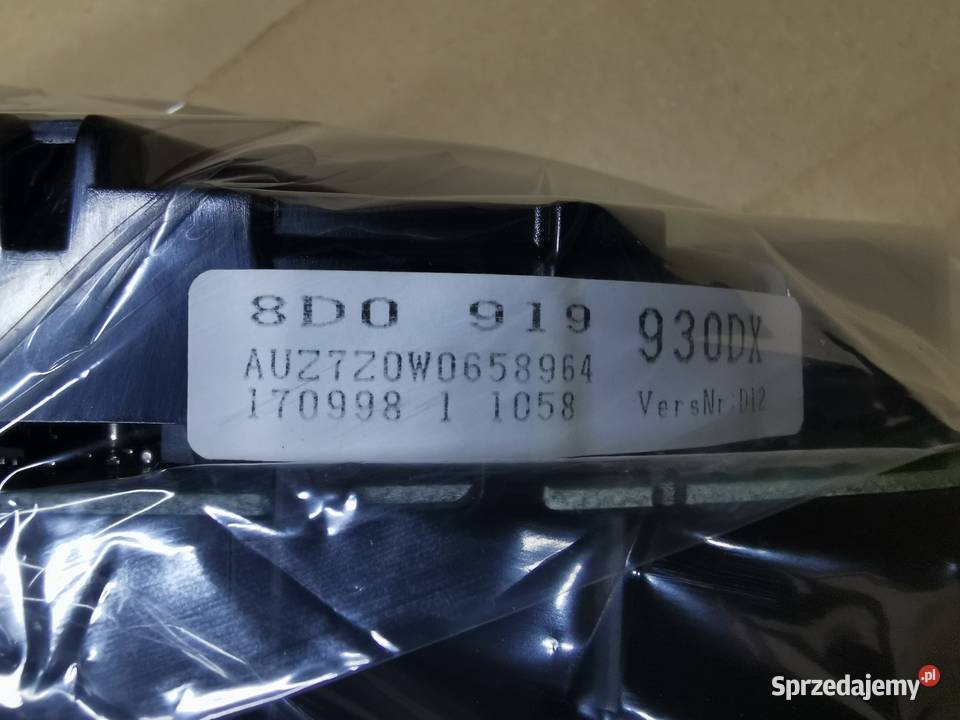 8D0 919 930DX
AUZ7Z0W0658964
170998 1 1058 VersNr:D12
Sprzedajemy.pl